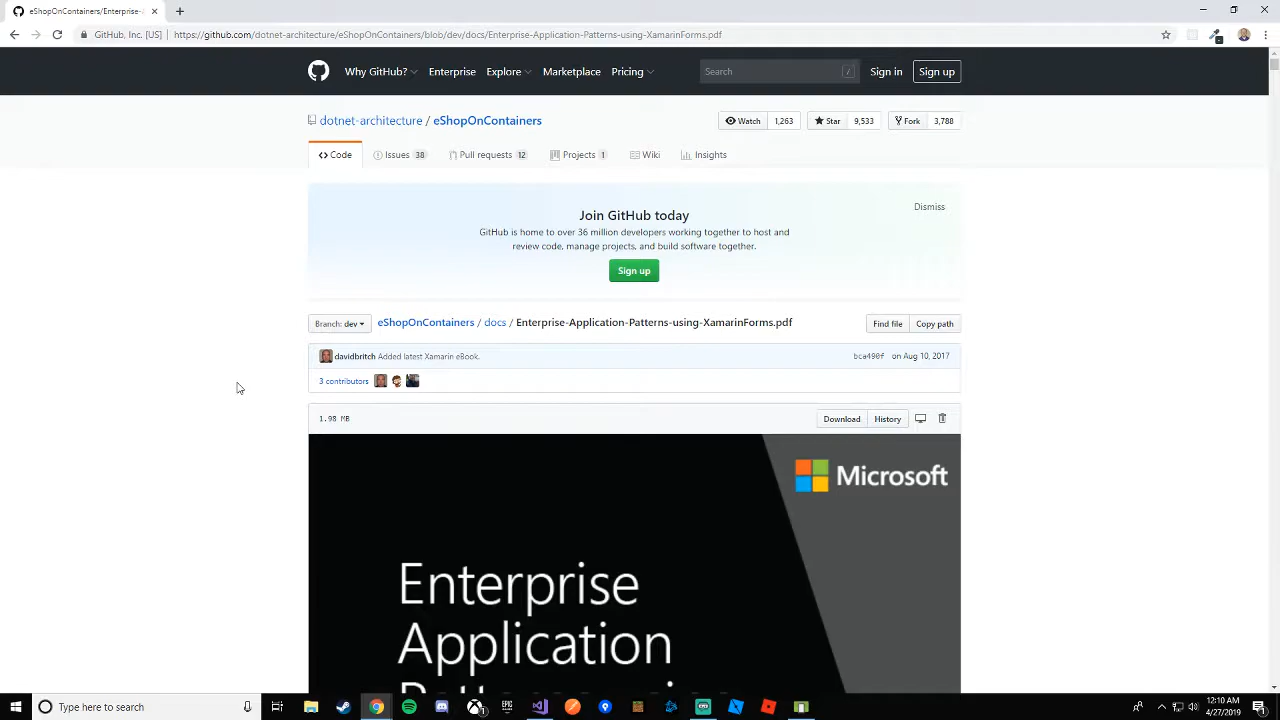 eShopOnContainers/Enterprise-
GitHub, Inc. [US] https://github.com/dotnet-architecture/eShopOnContainers/blob/dev/docs/Enterprise-Application-Patterns-using-XamarinForms.pdf
Why GitHub? Enterprise Explore Marketplace Pricing Search / Sign in Sign up
dotnet-architecture / eShopOnContainers Watch 1,263 Star 9,533 Fork 3,788
Code Issues 38 Pull requests 12 Projects 1 Wiki Insights
Dismiss
Join GitHub today
GitHub is home to over 36 million developers working together to host and
review code, manage projects, and build software together.
Sign up
Branch: dev eShopOnContainers / docs / Enterprise-Application-Patterns-using-XamarinForms.pdf Find file Copy path
davidbritch Added latest Xamarin eBook. bca490f on Aug 10, 2017
3 contributors
1.98 MB Download History
Microsoft
Enterprise
Application
Type here to search EPIC 12:10 AM
4/27/2019